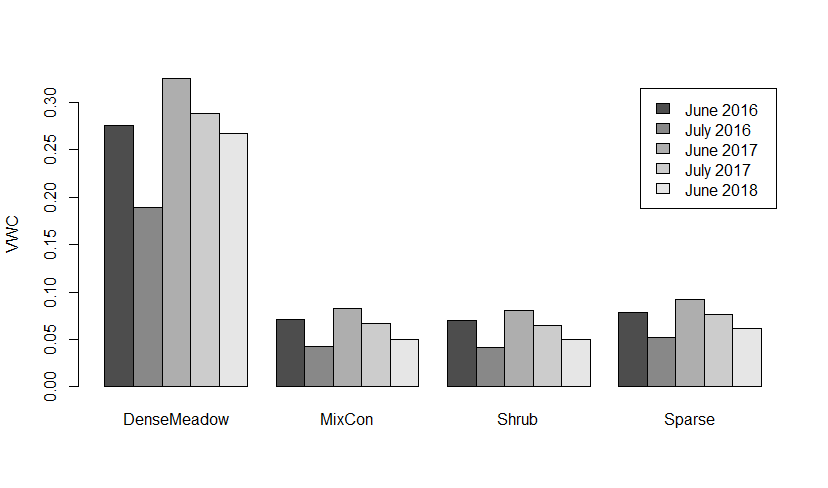 VWC
0.30
0.25
0.20
0.15
0.10
0.05
0.00
June 2016
July 2016
June 2017
July 2017
June 2018
DenseMeadow
MixCon
Shrub
Sparse